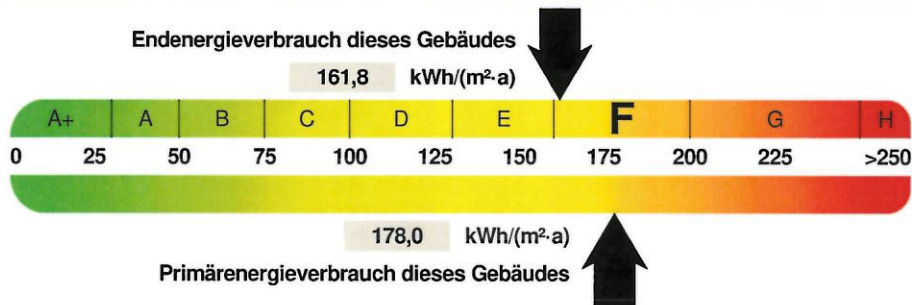 Endenergieverbrauch dieses Gebäudes
161,8 kWh/(m²·a)
A+ A B C D E F G H
0 25 50 75 100 125 150 175 200 225 >250
178,0 kWh/(m²·a)
Primärenergieverbrauch dieses Gebäudes